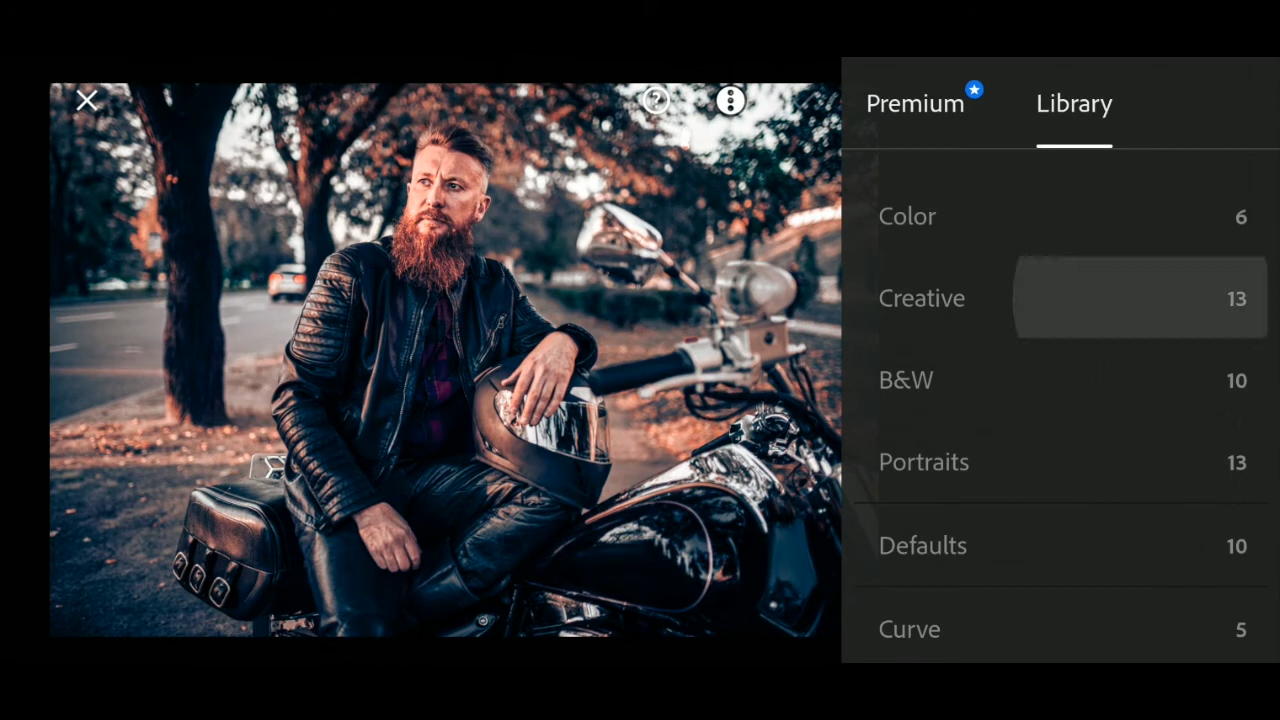 Premium Library
Color 6
Creative 13
B&W 10
Portraits 13
Defaults 10
Curve 5